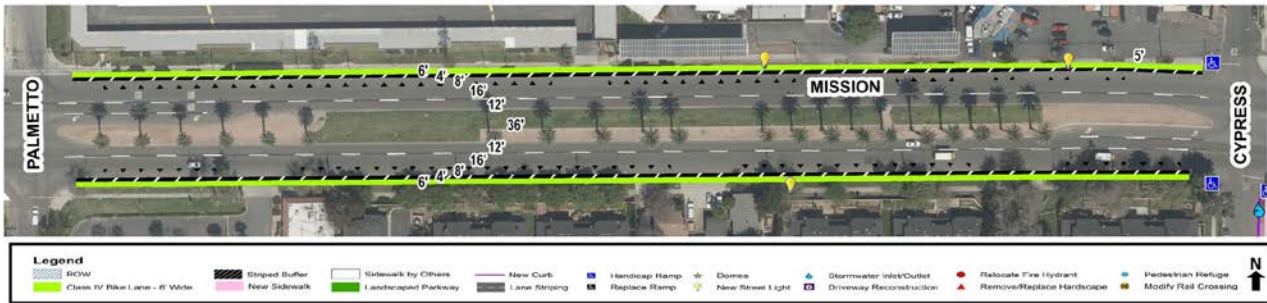 PALMETTO
6'
4'
8'
16'
12'
36'
12'
16'
8'
4'
6'
MISSION
5'
CYPRESS
Legend
ROW
Striped Buffer
Sidewalk by Others
New Curb
Handicap Ramp
Domes
Stormwater Inlet/Outlet
Relocate Fire Hydrant
Pedestrian Refuge
Class IV Bike Lane - 6' Wide
New Sidewalk
Landscaped Parkway
Lane Striping
Replace Ramp
New Street Light
Driveway Reconstruction
Remove/Replace Hardscape
Modify Rail Crossing
N